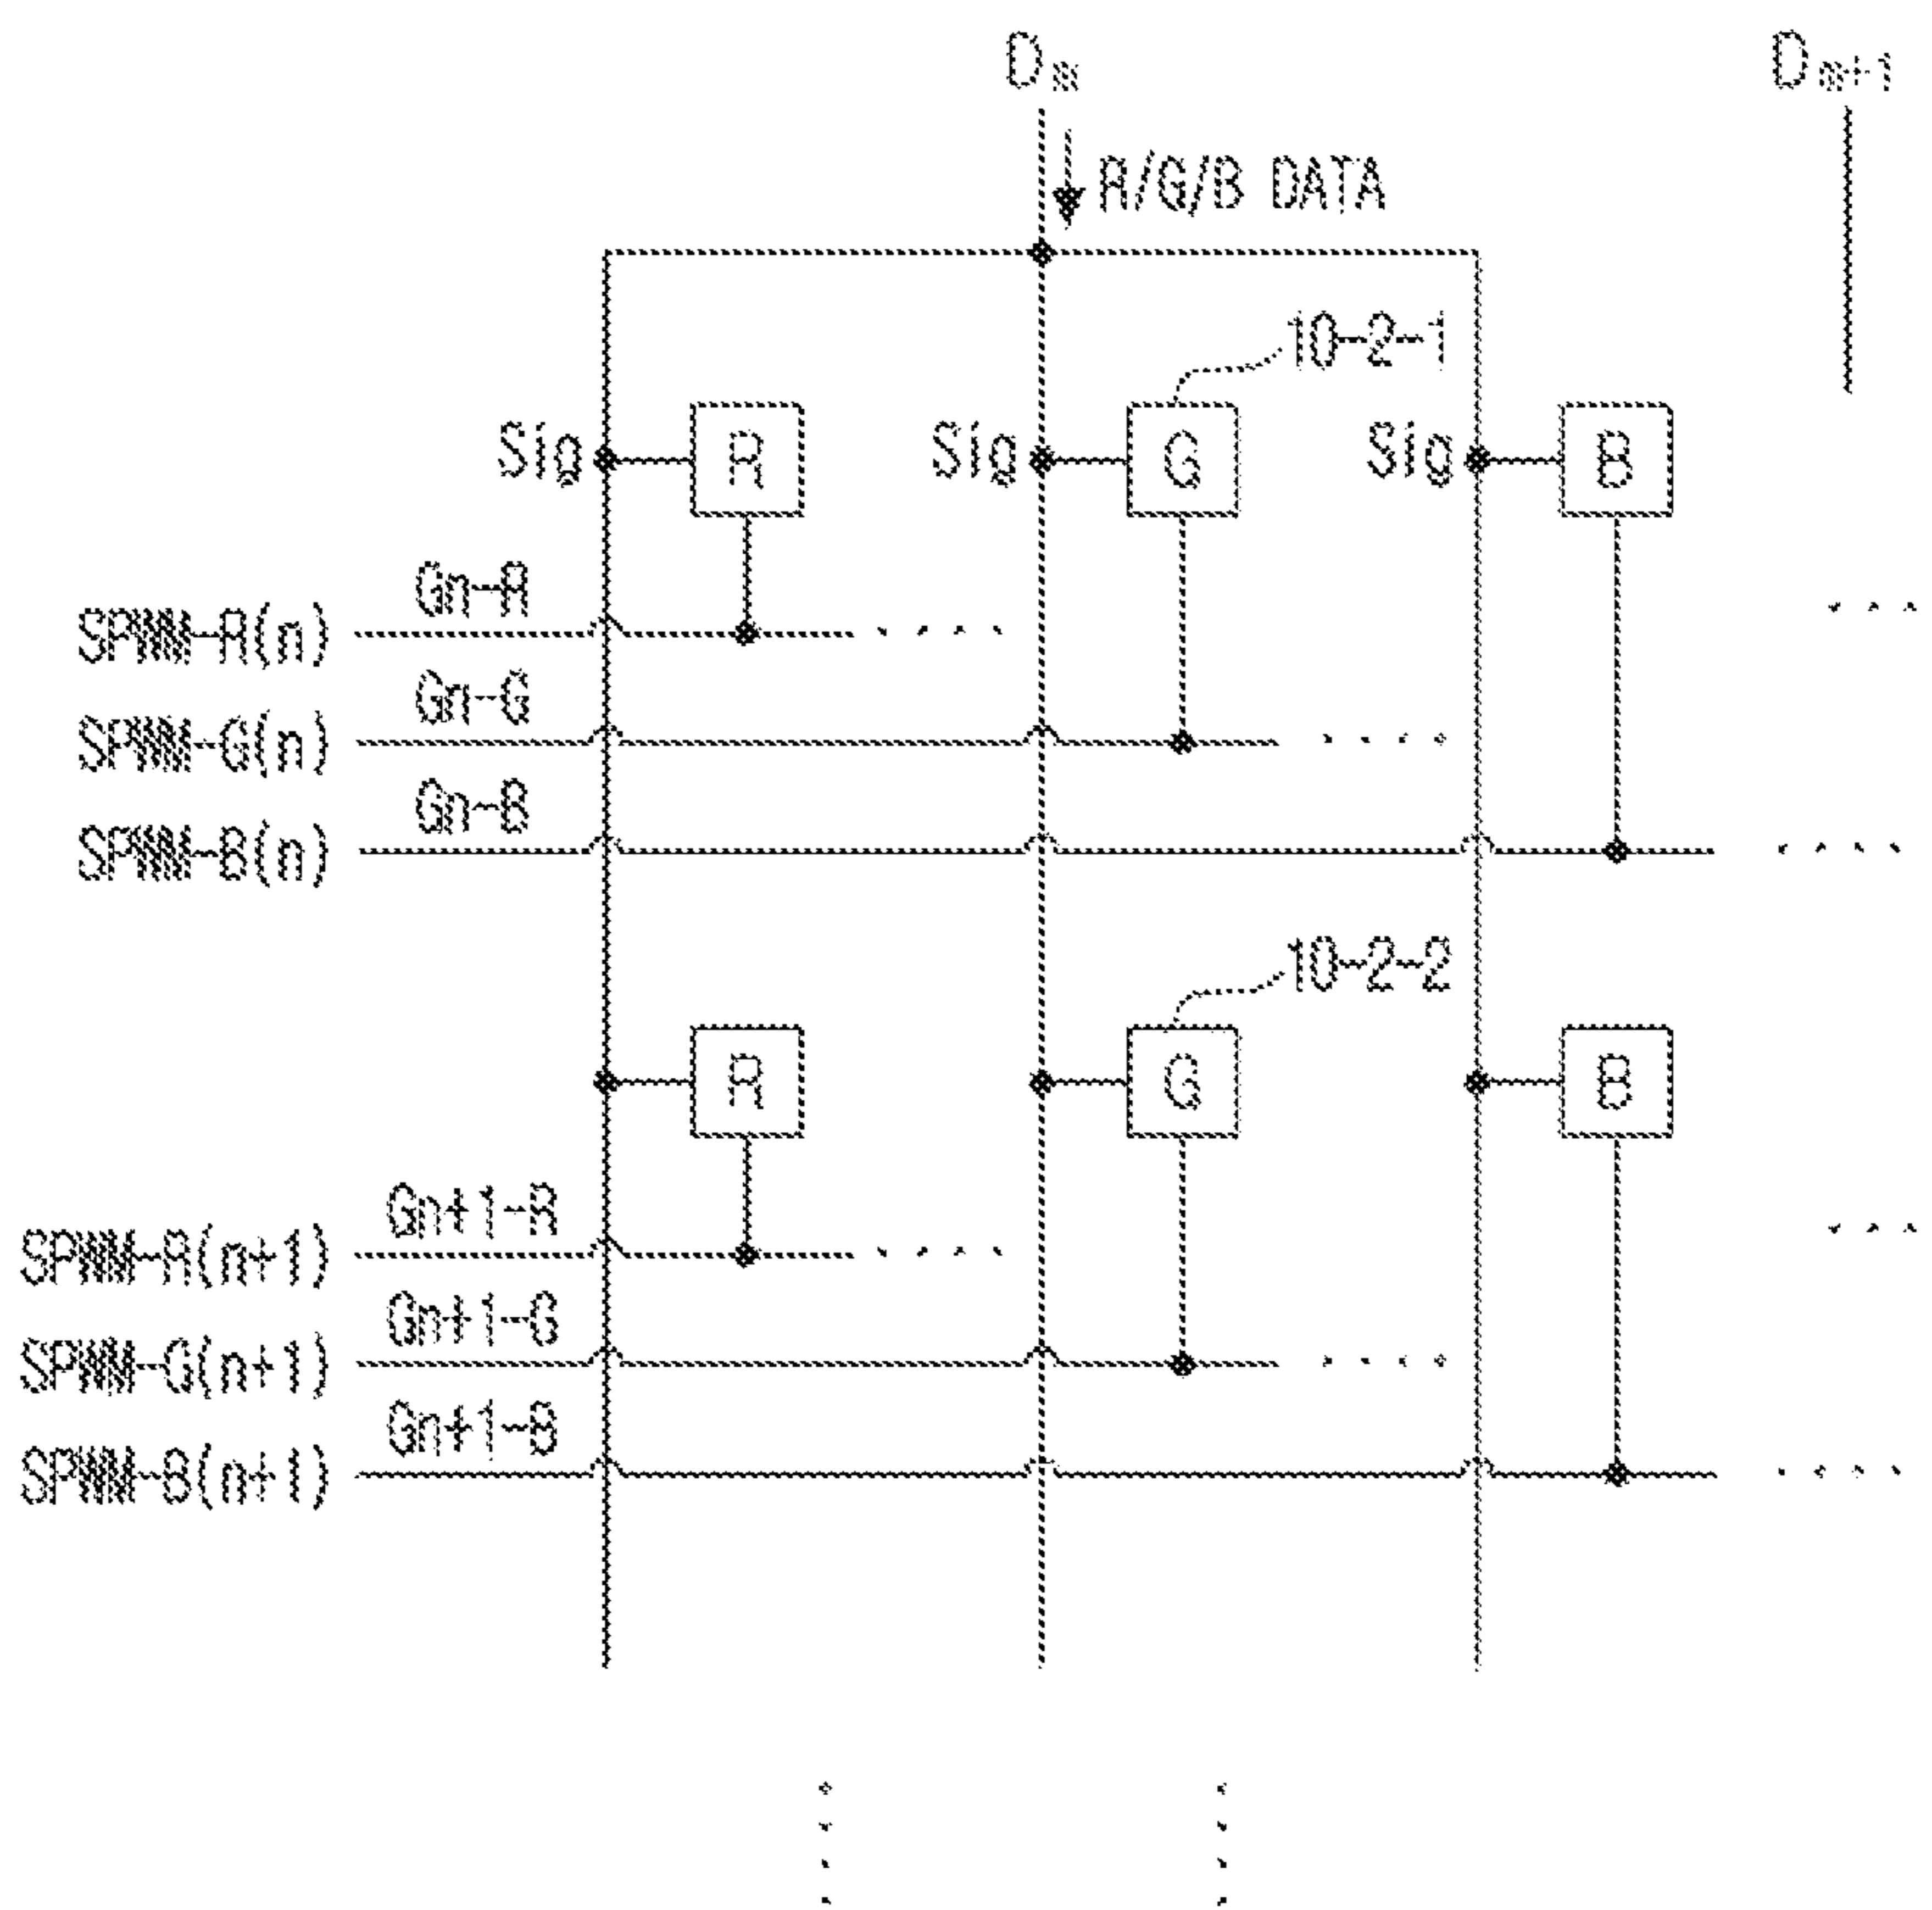 Dm Dm+1
R/G/B DATA
10-2-1
Sig R Sig G Sig B
Gn-R
SPWM-R(n)
Gn-G
SPWM-G(n)
Gn-B
SPWM-B(n)
10-2-2
R G B
Gn+1-R
SPWM-R(n+1)
Gn+1-G
SPWM-G(n+1)
Gn+1-B
SPWM-B(n+1)